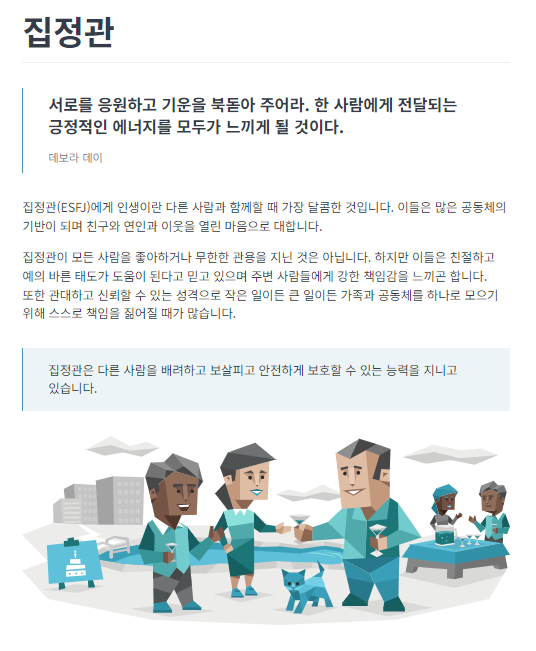 집정관
서로를 응원하고 기운을 북돋아 주어라. 한 사람에게 전달되는
긍정적인 에너지를 모두가 느끼게 될 것이다.
데보라 데이
집정관(ESFJ)에게 인생이란 다른 사람과 함께할 때 가장 달콤한 것입니다. 이들은 많은 공동체의
기반이 되며 친구와 연인과 이웃을 열린 마음으로 대합니다.
집정관이 모든 사람을 좋아하거나 무한한 관용을 지닌 것은 아닙니다. 하지만 이들은 친절하고
예의 바른 태도가 도움이 된다고 믿고 있으며 주변 사람들에게 강한 책임감을 느끼곤 합니다.
또한 관대하고 신뢰할 수 있는 성격으로 작은 일이든 큰 일이든 가족과 공동체를 하나로 모으기
위해 스스로 책임을 짊어질 때가 많습니다.
집정관은 다른 사람을 배려하고 보살피고 안전하게 보호할 수 있는 능력을 지니고
있습니다.